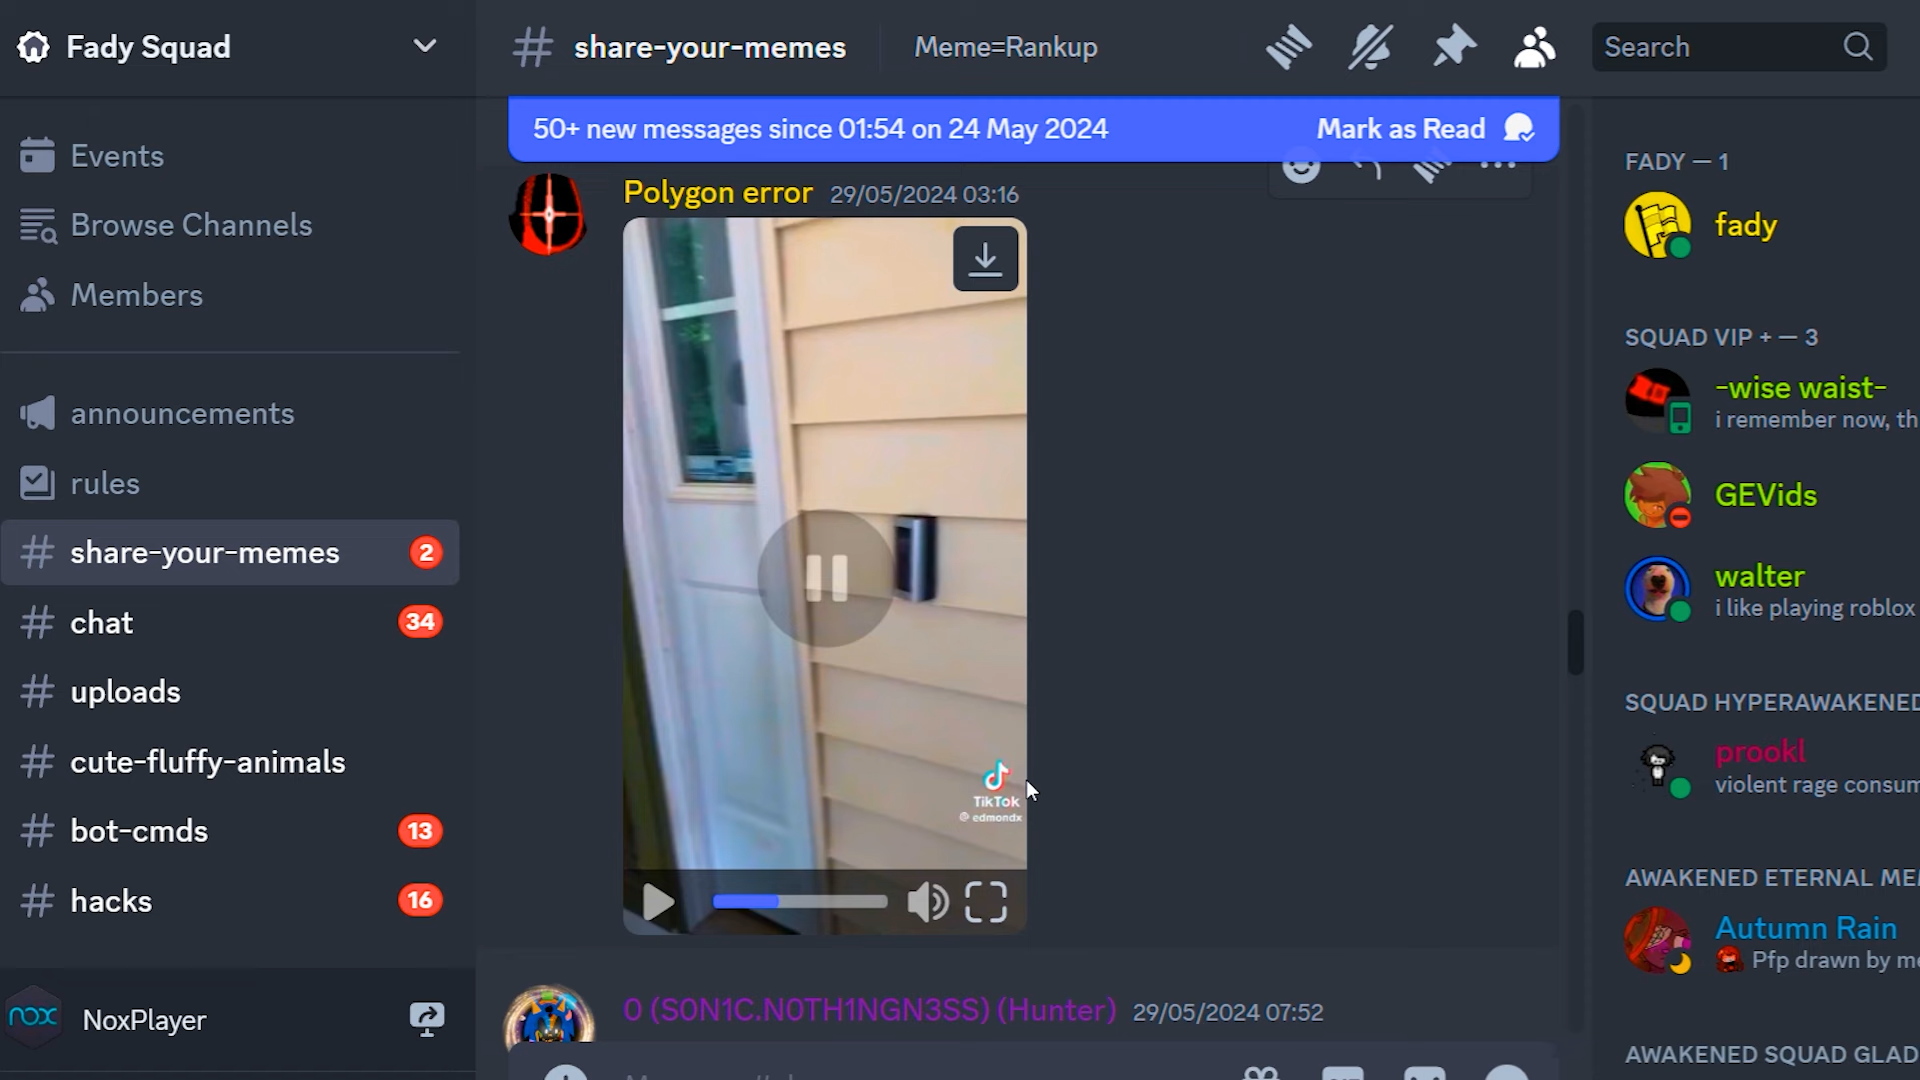 Fady Squad
share-your-memes
Meme=Rankup
Search
Events
Browse Channels
Members
announcements
rules
share-your-memes 2
chat 34
uploads
cute-fluffy-animals
bot-cmds 13
hacks 16
nox NoxPlayer
50+ new messages since 01:54 on 24 May 2024 Mark as Read
Polygon error 29/05/2024 03:16
TikTok
@ edmondx
0 (S0N1C.N0TH1NGN3SS) (Hunter) 29/05/2024 07:52
FADY — 1
fady
SQUAD VIP + — 3
-wise waist-
i remember now, th
GEVids
walter
i like playing roblox
SQUAD HYPERAWAKENED
prookl
violent rage consum
AWAKENED ETERNAL ME
Autumn Rain
Pfp drawn by me
AWAKENED SQUAD GLAD